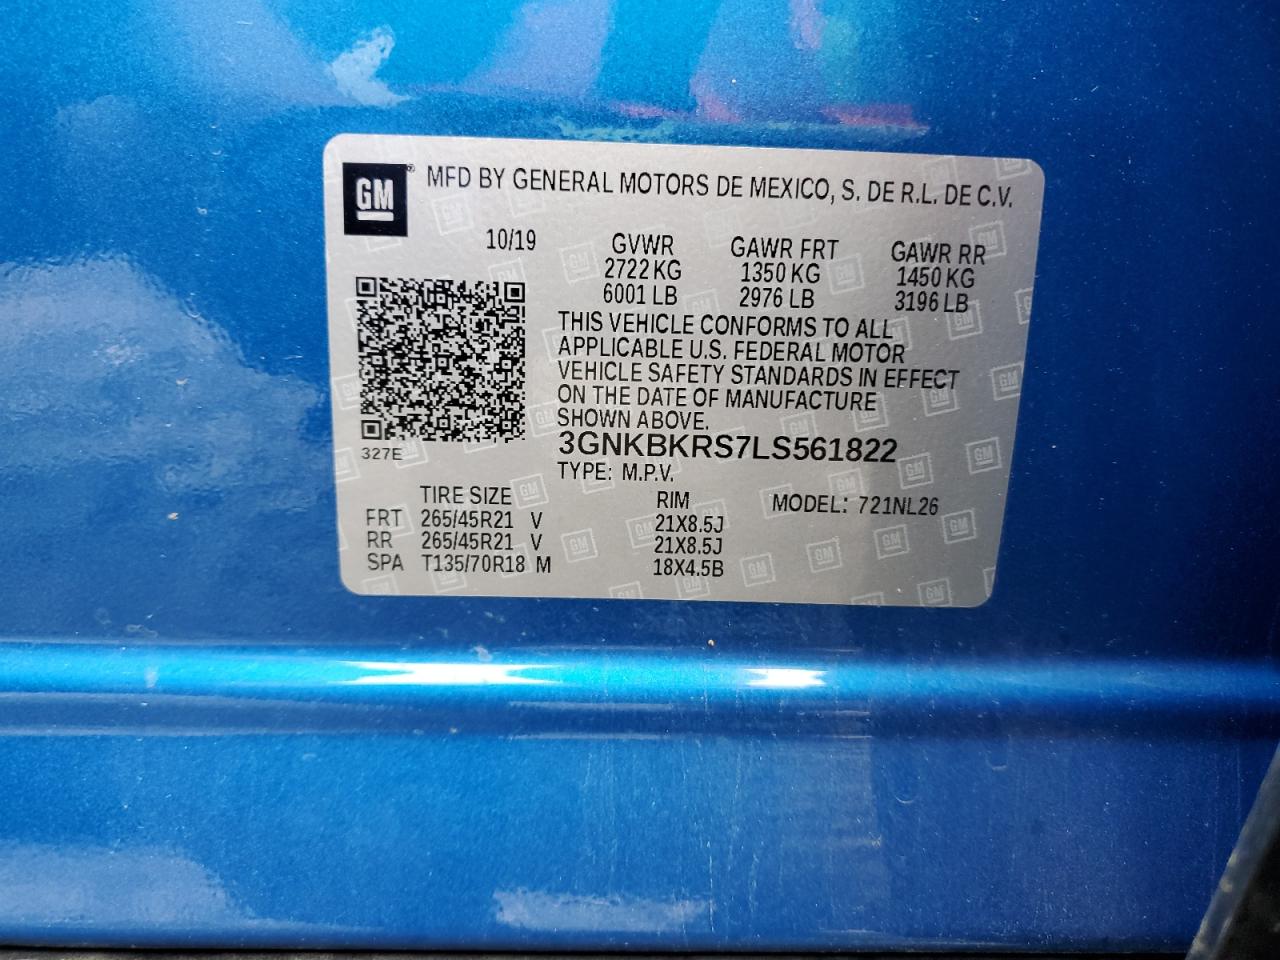 GM® MFD BY GENERAL MOTORS DE MEXICO, S. DE R.L. DE C.V.
10/19 GVWR GAWR FRT GAWR RR
2722 KG 1350 KG 1450 KG
6001 LB 2976 LB 3196 LB
THIS VEHICLE CONFORMS TO ALL
APPLICABLE U.S. FEDERAL MOTOR
VEHICLE SAFETY STANDARDS IN EFFECT
ON THE DATE OF MANUFACTURE
SHOWN ABOVE.
327E 3GNKBKRS7LS561822
TYPE: M.P.V.
TIRE SIZE RIM MODEL: 721NL26
FRT 265/45R21 V 21X8.5J
RR 265/45R21 V 21X8.5J
SPA T135/70R18 M 18X4.5B